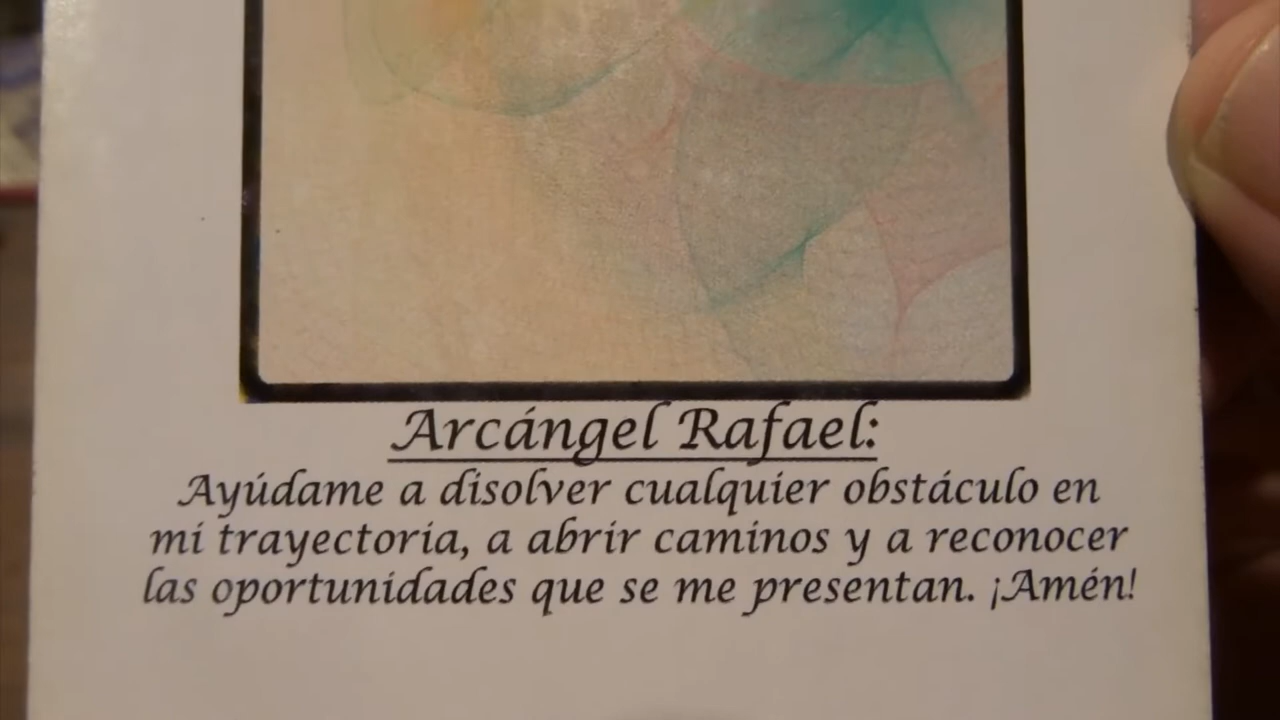 Arcángel Rafael:
Ayúdame a disolver cualquier obstáculo en
mi trayectoria, a abrir caminos y a reconocer
las oportunidades que se me presentan. ¡Amén!